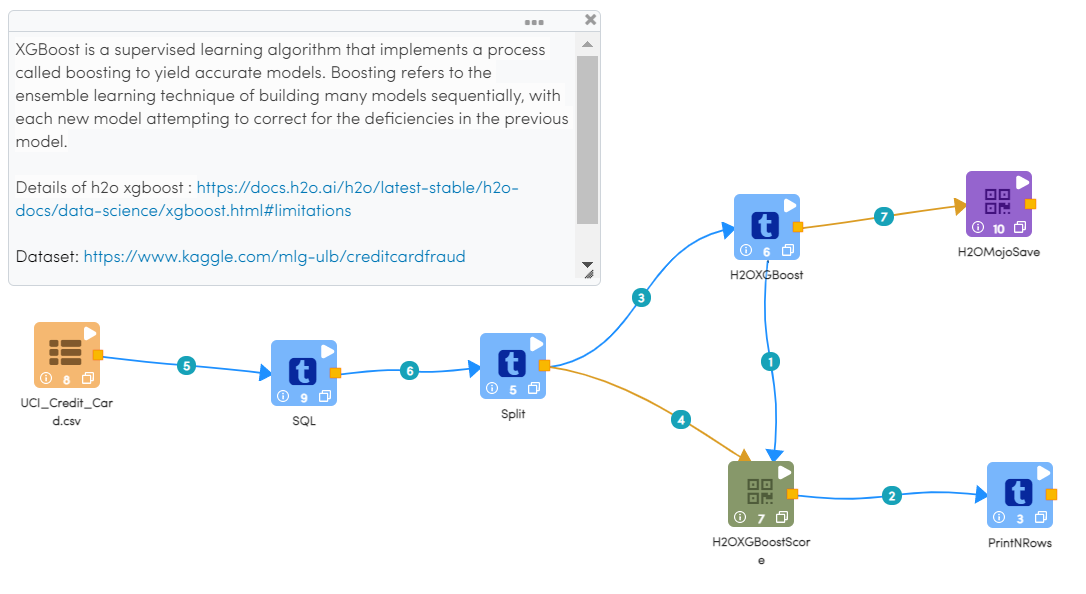 XGBoost is a supervised learning algorithm that implements a process
called boosting to yield accurate models. Boosting refers to the
ensemble learning technique of building many models sequentially, with
each new model attempting to correct for the deficiencies in the previous
model.
Details of h2o xgboost : https://docs.h2o.ai/h2o/latest-stable/h2o-
docs/data-science/xgboost.html#limitations
Dataset: https://www.kaggle.com/mlg-ulb/creditcardfraud
8
UCI_Credit_Car
d.csv
5
t
9
SQL
6
t
5
Split
3
4
t
6
H2OXGBoost
7
10
H2OMojoSave
1
7
H2OXGBoostScor
e
2
t
3
PrintNRows